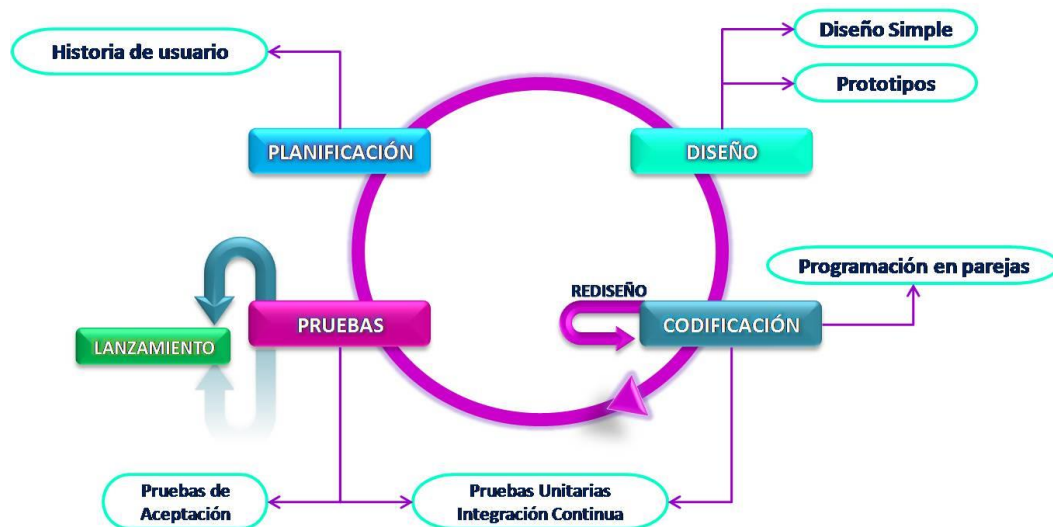 Diseño Simple
Historia de usuario
Prototipos
PLANIFICACIÓN
DISEÑO
Programación en parejas
REDISEÑO
PRUEBAS
CODIFICACIÓN
LANZAMIENTO
Pruebas de
Aceptación
Pruebas Unitarias
Integración Continua